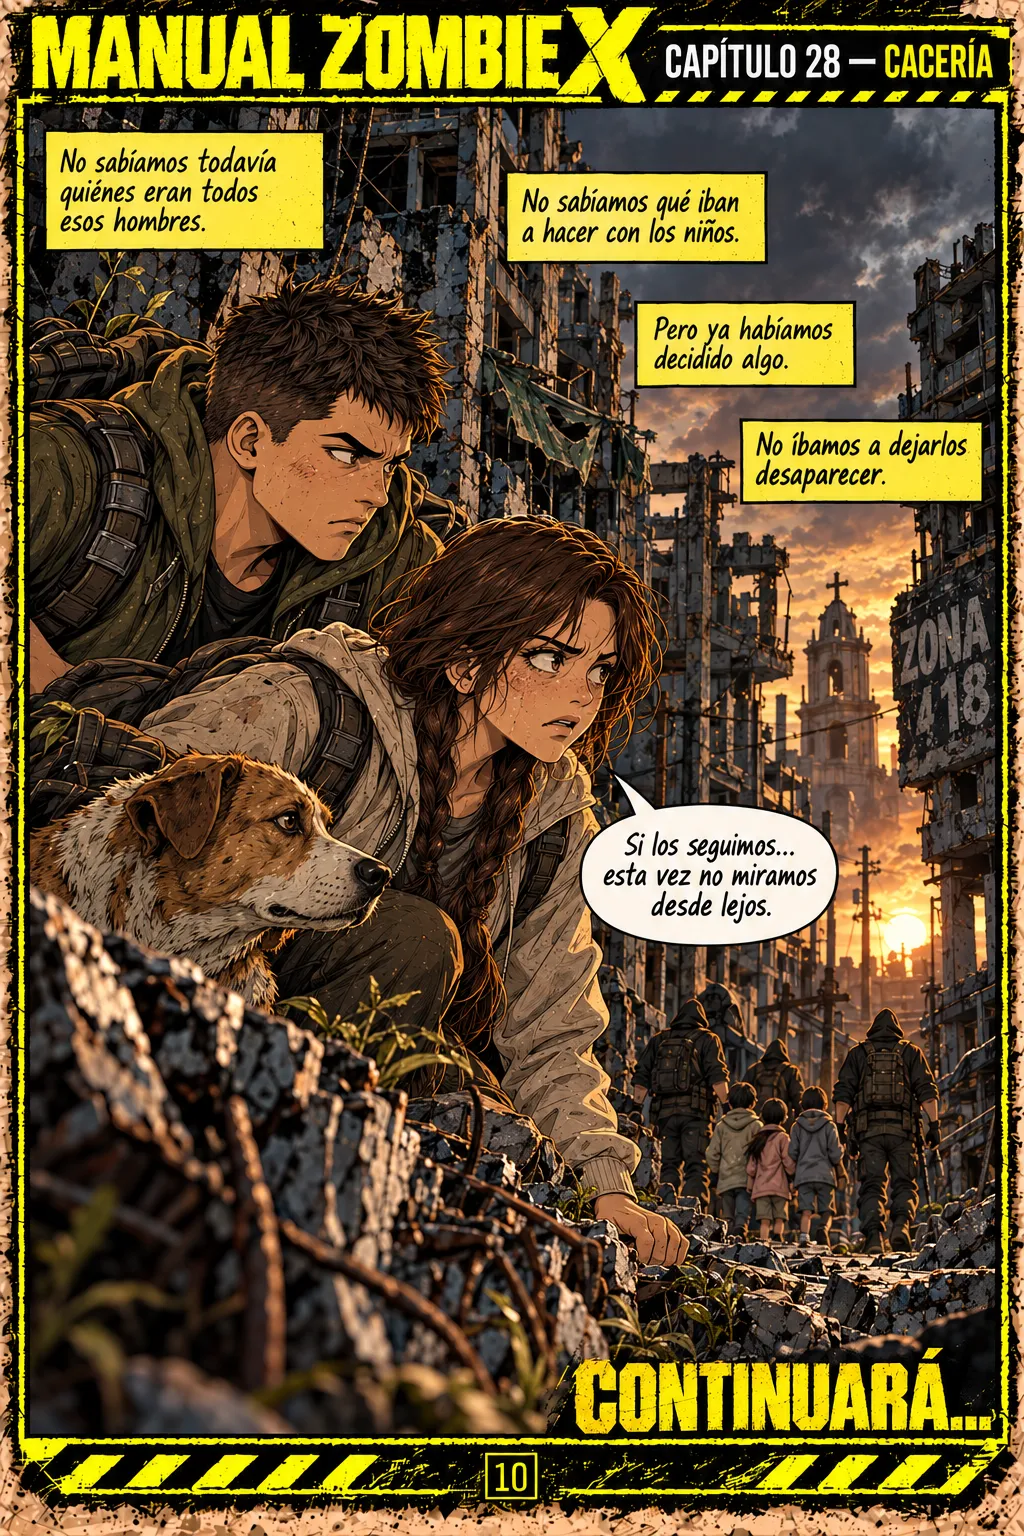 MANUAL ZOMBIE X
CAPÍTULO 28 — CACERÍA
No sabíamos todavía
quiénes eran todos
esos hombres.
No sabíamos qué iban
a hacer con los niños.
Pero ya habíamos
decidido algo.
No íbamos a dejarlos
desaparecer.
ZONA
418
Si los seguimos...
esta vez no miramos
desde lejos.
CONTINUARÁ...
10